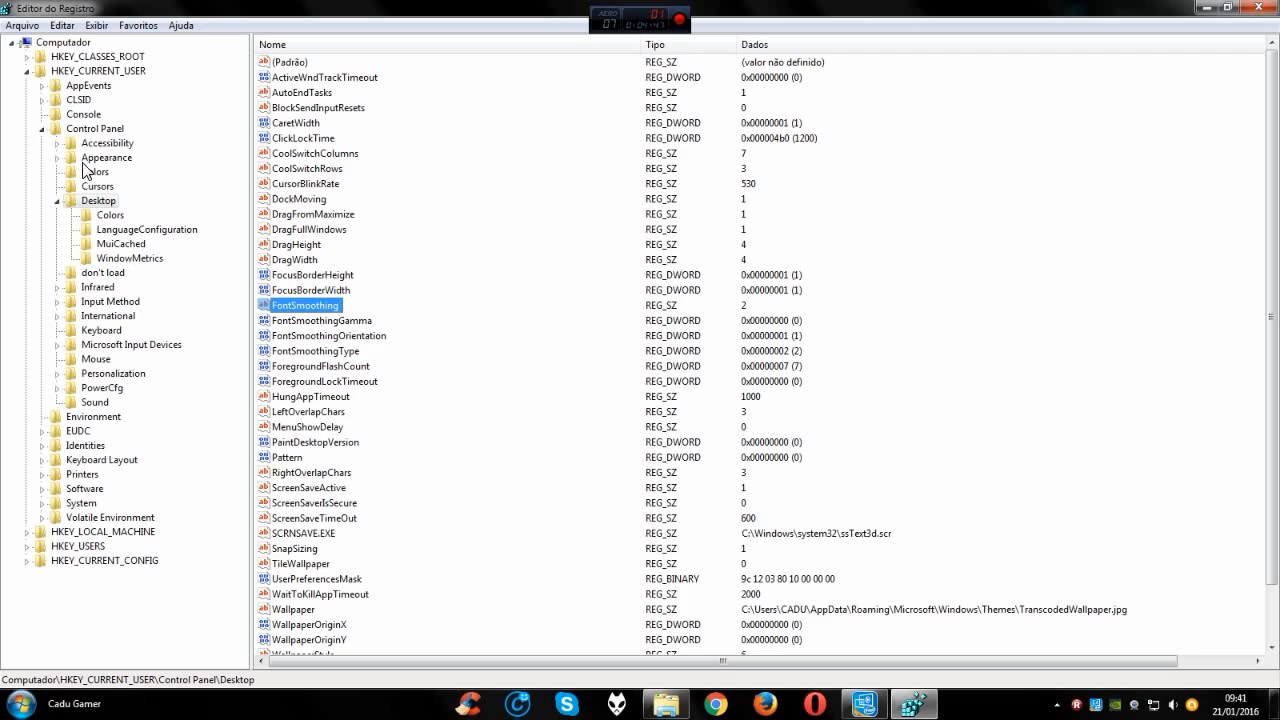 Editor do Registro
AERO 01
07 0:04:47
Arquivo Editar Exibir Favoritos Ajuda
Computador
HKEY_CLASSES_ROOT
HKEY_CURRENT_USER
AppEvents
CLSID
Console
Control Panel
Accessibility
Appearance
Cursors
Desktop
Colors
LanguageConfiguration
MuiCached
WindowMetrics
don't load
Infrared
Input Method
International
Keyboard
Microsoft Input Devices
Mouse
Personalization
PowerCfg
Sound
Environment
EUDC
Identities
Keyboard Layout
Printers
Software
System
Volatile Environment
HKEY_LOCAL_MACHINE
HKEY_USERS
HKEY_CURRENT_CONFIG
Nome Tipo Dados
(Padrão) REG_SZ (valor não definido)
ActiveWndTrackTimeout REG_DWORD 0x00000000 (0)
AutoEndTasks REG_SZ 1
BlockSendInputResets REG_SZ 0
CaretWidth REG_DWORD 0x00000001 (1)
ClickLockTime REG_DWORD 0x000004b0 (1200)
CoolSwitchColumns REG_SZ 7
CoolSwitchRows REG_SZ 3
CursorBlinkRate REG_SZ 530
DockMoving REG_SZ 1
DragFromMaximize REG_SZ 1
DragFullWindows REG_SZ 1
DragHeight REG_SZ 4
DragWidth REG_SZ 4
FocusBorderHeight REG_DWORD 0x00000001 (1)
FocusBorderWidth REG_DWORD 0x00000001 (1)
FontSmoothing REG_SZ 2
FontSmoothingGamma REG_DWORD 0x00000000 (0)
FontSmoothingOrientation REG_DWORD 0x00000001 (1)
FontSmoothingType REG_DWORD 0x00000002 (2)
ForegroundFlashCount REG_DWORD 0x00000007 (7)
ForegroundLockTimeout REG_DWORD 0x00000000 (0)
HungAppTimeout REG_SZ 1000
LeftOverlapChars REG_SZ 3
MenuShowDelay REG_SZ 0
PaintDesktopVersion REG_DWORD 0x00000000 (0)
Pattern REG_DWORD 0x00000000 (0)
RightOverlapChars REG_SZ 3
ScreenSaveActive REG_SZ 1
ScreenSaverIsSecure REG_SZ 0
ScreenSaveTimeOut REG_SZ 600
SCRNSAVE.EXE REG_SZ C:\Windows\system32\ssText3d.scr
SnapSizing REG_SZ 1
TileWallpaper REG_SZ 0
UserPreferencesMask REG_BINARY 9c 12 03 80 10 00 00 00
WaitToKillAppTimeout REG_SZ 2000
Wallpaper REG_SZ C:\Users\CADU\AppData\Roaming\Microsoft\Windows\Themes\TranscodedWallpaper.jpg
WallpaperOriginX REG_DWORD 0x00000000 (0)
WallpaperOriginY REG_DWORD 0x00000000 (0)
Computador\HKEY_CURRENT_USER\Control Panel\Desktop
Cadu Gamer
09:41
21/01/2016